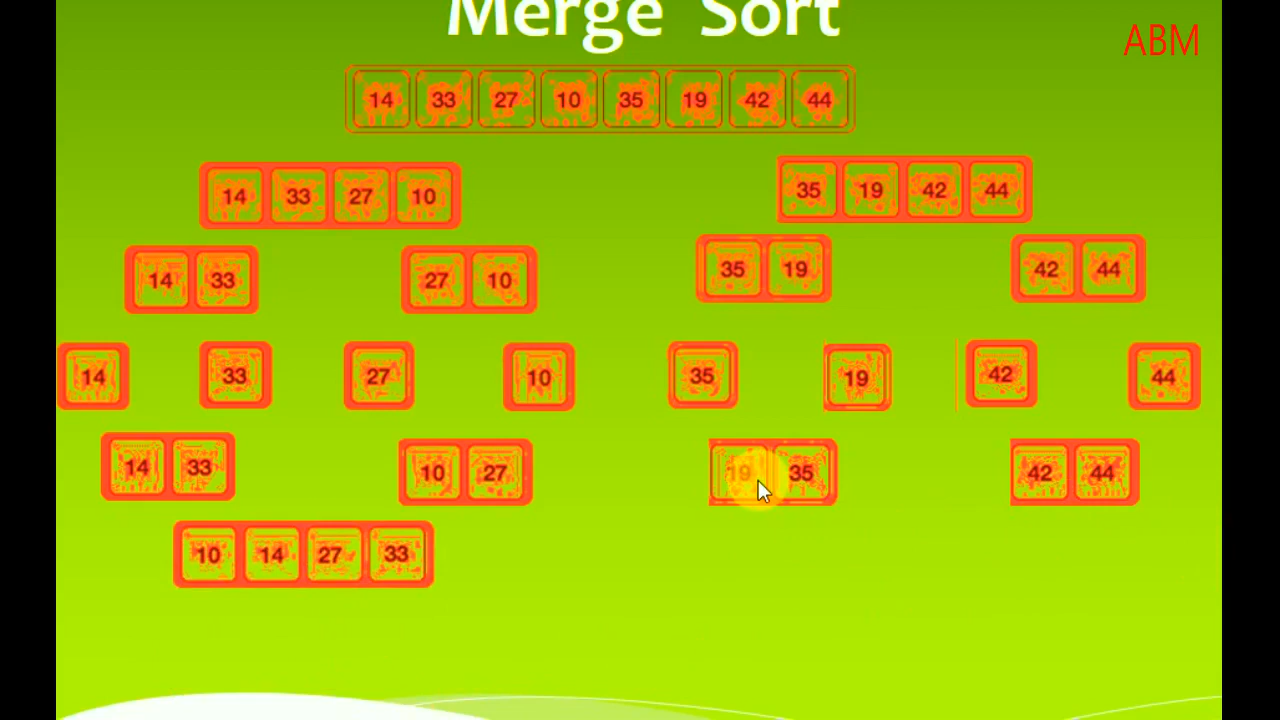 Merge Sort
ABM
14 33 27 10 35 19 42 44
14 33 27 10 35 19 42 44
14 33 27 10 35 19 42 44
14 33 27 10 35 19 42 44
14 33 10 27 19 35 42 44
10 14 27 33